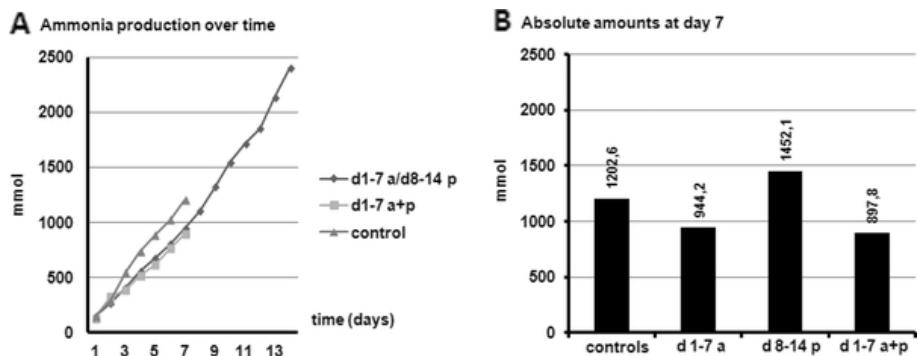 A Ammonia production over time
2500
2000
1500
1000
500
0
mmol
1 3 5 7 9 11 13
time (days)
d1-7 a/d8-14 p
d1-7 a+p
control
B Absolute amounts at day 7
2500
2000
1500
1000
500
0
mmol
1202,6
944,2
1452,1
897,8
controls d 1-7 a d 8-14 p d 1-7 a+p